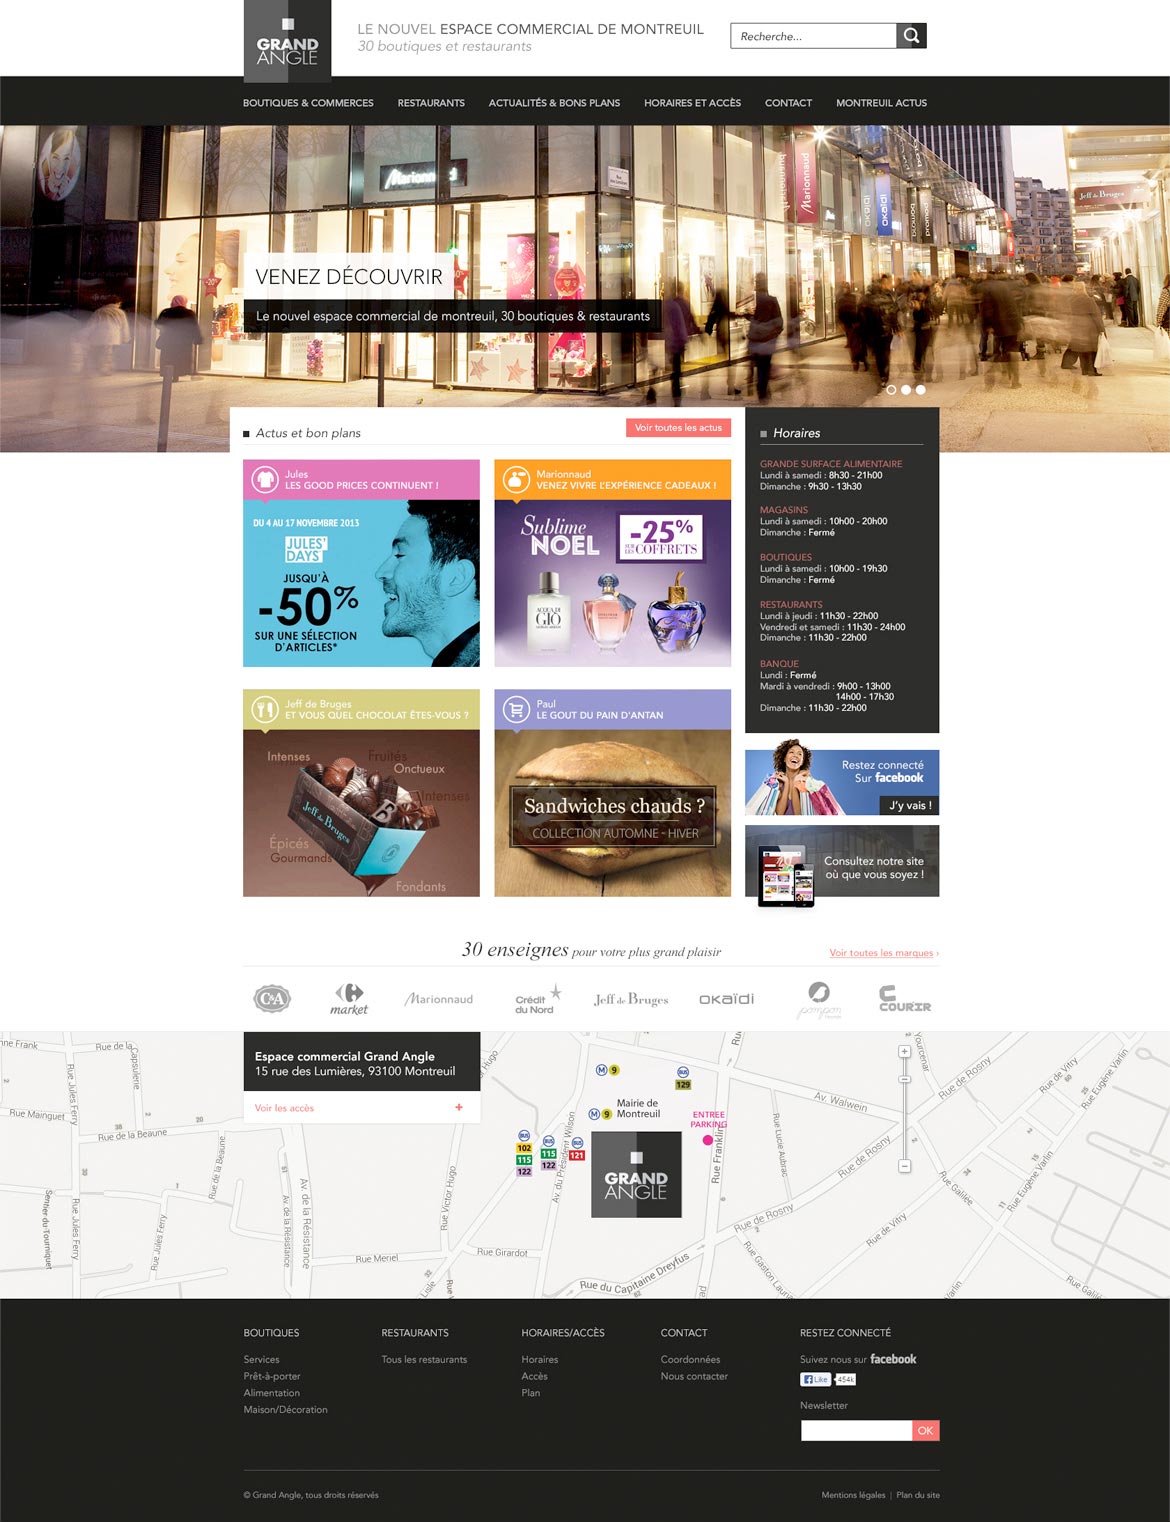 GRAND
ANGLE
LE NOUVEL ESPACE COMMERCIAL DE MONTREUIL
30 boutiques et restaurants
Recherche...
BOUTIQUES & COMMERCES RESTAURANTS ACTUALITÉS & BONS PLANS HORAIRES ET ACCÈS CONTACT MONTREUIL ACTUS
Marionnaud
Marionnaud
okaïdi
Jeff de Bruges
VENEZ DÉCOUVRIR
Le nouvel espace commercial de montreuil, 30 boutiques & restaurants
Actus et bon plans
Voir toutes les actus
Jules
LES GOOD PRICES CONTINUENT !
DU 4 AU 17 NOVEMBRE 2013
JULES'
DAYS
JUSQU'À
-50%
SUR UNE SÉLECTION
D'ARTICLES*
Marionnaud
VENEZ VIVRE L'EXPÉRIENCE CADEAUX !
Sublime
NOEL
-25%
SUR LES COFFRETS
ACQUA DI
GIÒ
Jeff de Bruges
ET VOUS QUEL CHOCOLAT ÊTES-VOUS ?
Intenses
Fruités
Onctueux
Intenses
Jeff de Bruges
Épicés
Gourmands
Fondants
Paul
LE GOUT DU PAIN D'ANTAN
Sandwiches chauds ?
COLLECTION AUTOMNE - HIVER
Horaires
GRANDE SURFACE ALIMENTAIRE
Lundi à samedi : 8h30 - 21h00
Dimanche : 9h30 - 13h30
MAGASINS
Lundi à samedi : 10h00 - 20h00
Dimanche : Fermé
BOUTIQUES
Lundi à samedi : 10h00 - 19h30
Dimanche : Fermé
RESTAURANTS
Lundi à jeudi : 11h30 - 22h00
Vendredi et samedi : 11h30 - 24h00
Dimanche : 11h30 - 22h00
BANQUE
Lundi : Fermé
Mardi à vendredi : 9h00 - 13h00
14h00 - 17h30
Dimanche : 11h30 - 22h00
Restez connecté
Sur facebook
J'y vais !
Consultez notre site
où que vous soyez !
30 enseignes pour votre plus grand plaisir
Voir toutes les marques ›
C&A
market
Marionnaud
Crédit
du Nord
Jeff de Bruges
okaïdi
pompon
COURIR
Espace commercial Grand Angle
15 rue des Lumières, 93100 Montreuil
Voir les accès +
nne Frank
Rue de la
Capsulerie
Rue Jules Ferry
Rue Mainguet
Rue de la Beaune
Rue de la Beaune
Sentier du Tourniquet
Rue Jules Ferry
Rue Jules Ferry
Av. de la Résistance
Av. de la Résistance
Rue Meriel
Rue Victor Hugo
Hugo
Lisle
Rue Girardot
Av. du Président Wilson
M 9
BUS
129
Mairie de
Montreuil
M 9
ENTREE
PARKING
BUS
102
115
122
BUS
115
122
BUS
121
GRAND
ANGLE
Rue Franklin
Rue du Capitaine Dreyfus
Rue Lucie Aubrac
Av. Walwein
Rue de Rosny
Rue de Rosny
Rue de Rosny
Rue de Vitry
Rue de Vitry
Rue Galilée
Rue Eugène Varlin
Rue Eugène Varlin
Rue Gaston Lauriau
BOUTIQUES
Services
Prêt-à-porter
Alimentation
Maison/Décoration
RESTAURANTS
Tous les restaurants
HORAIRES/ACCÈS
Horaires
Accès
Plan
CONTACT
Coordonnées
Nous contacter
RESTEZ CONNECTÉ
Suivez nous sur facebook
Like 454k
Newsletter
OK
© Grand Angle, tous droits réservés
Mentions légales | Plan du site